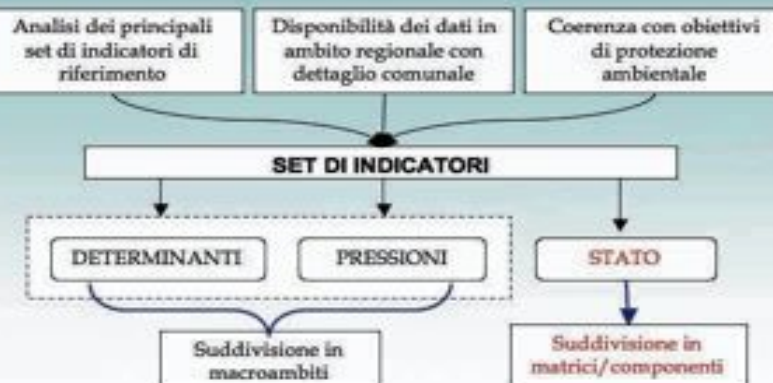 Analisi dei principali
set di indicatori di
riferimento
Disponibilità dei dati in
ambito regionale con
dettaglio comunale
Coerenza con obiettivi
di protezione
ambientale
SET DI INDICATORI
DETERMINANTI
PRESSIONI
STATO
Suddivisione in
macroambiti
Suddivisione in
matrici/componenti